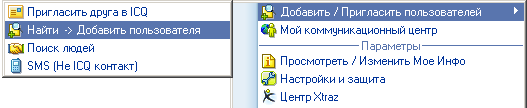 Пригласить друга в ICQ
Найти -> Добавить пользователя
Поиск людей
SMS (Не ICQ контакт)
Добавить / Пригласить пользователей
Мой коммуникационный центр
Параметры
Просмотреть / Изменить Мое Инфо
Настройки и защита
Центр Xtraz